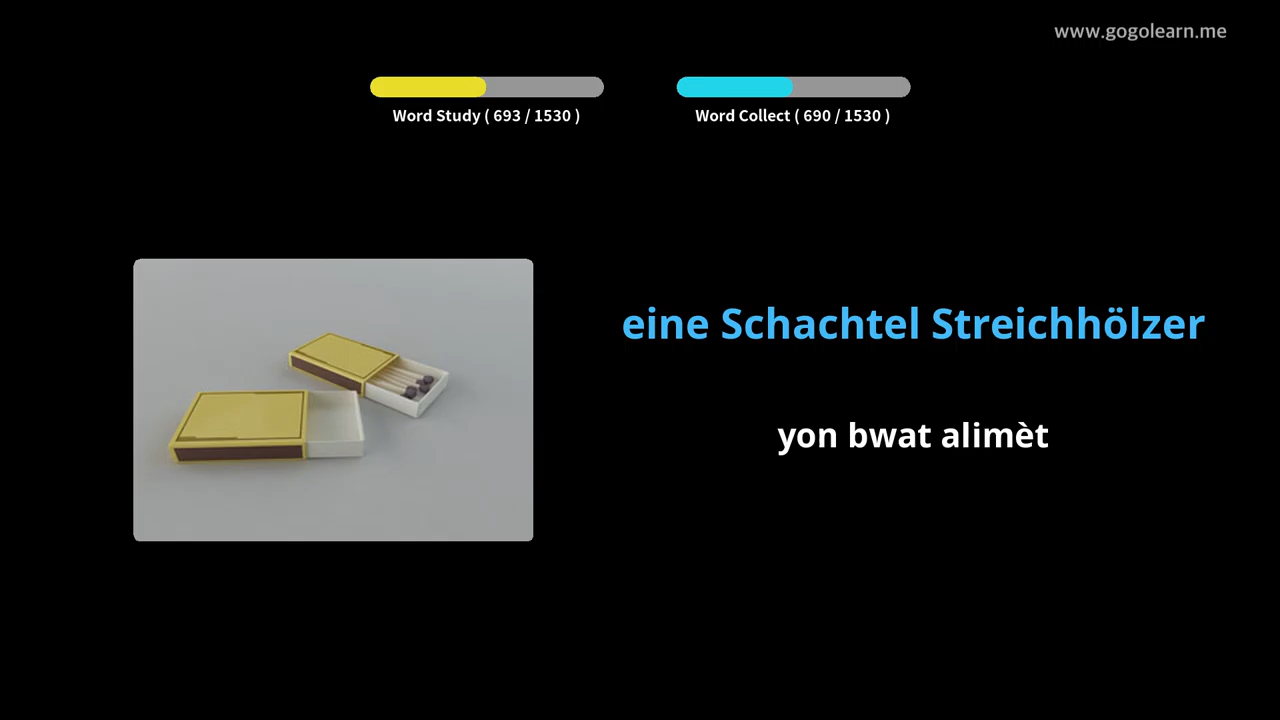 www.gogolearn.me
Word Study ( 693 / 1530 )
Word Collect ( 690 / 1530 )
eine Schachtel Streichhölzer
yon bwat alimèt